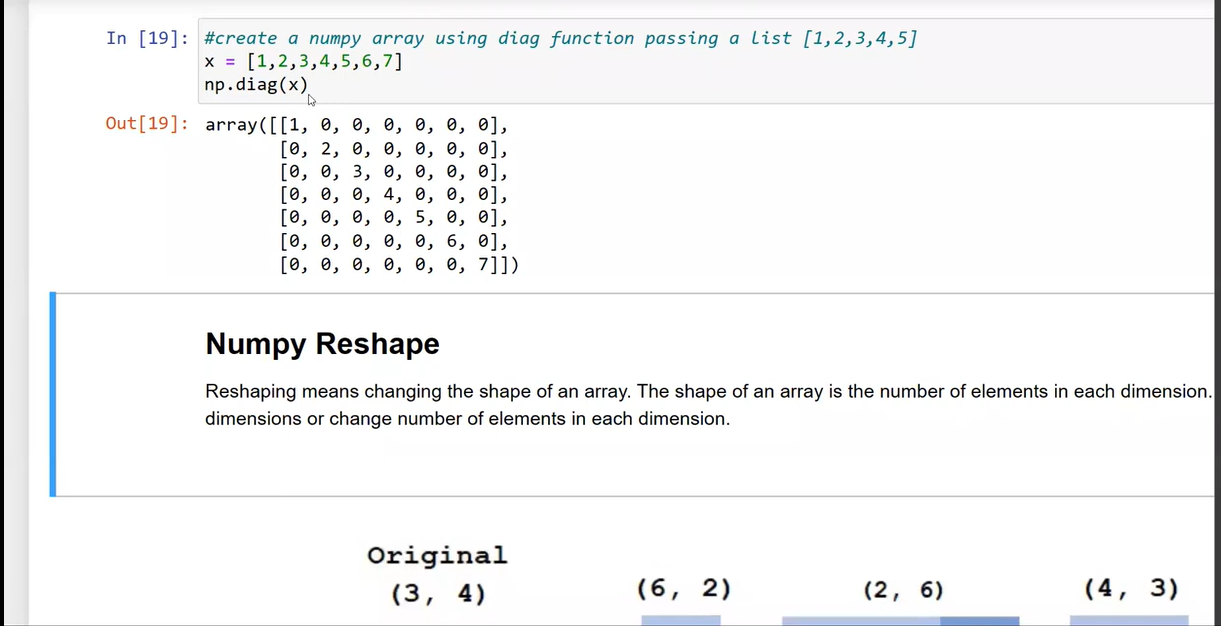 In [19]: #create a numpy array using diag function passing a list [1,2,3,4,5]
x = [1,2,3,4,5,6,7]
np.diag(x)
Out[19]: array([[1, 0, 0, 0, 0, 0, 0],
[0, 2, 0, 0, 0, 0, 0],
[0, 0, 3, 0, 0, 0, 0],
[0, 0, 0, 4, 0, 0, 0],
[0, 0, 0, 0, 5, 0, 0],
[0, 0, 0, 0, 0, 6, 0],
[0, 0, 0, 0, 0, 0, 7]])
Numpy Reshape
Reshaping means changing the shape of an array. The shape of an array is the number of elements in each dimension.
dimensions or change number of elements in each dimension.
Original
(3, 4) (6, 2) (2, 6) (4, 3)